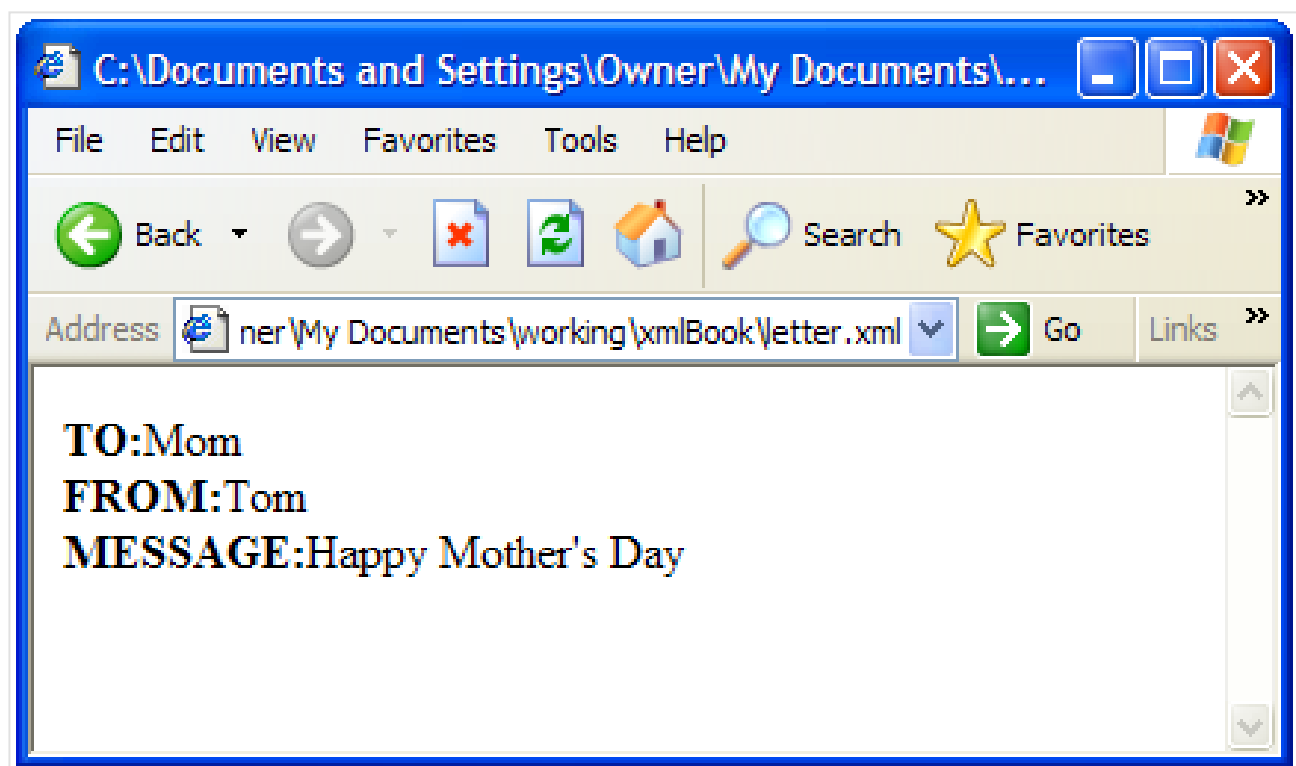 C:\Documents and Settings\Owner\My Documents\...
File Edit View Favorites Tools Help
Back Search Favorites »
Address ner\My Documents\working\xmlBook\letter.xml Go Links »
TO:Mom
FROM:Tom
MESSAGE:Happy Mother's Day